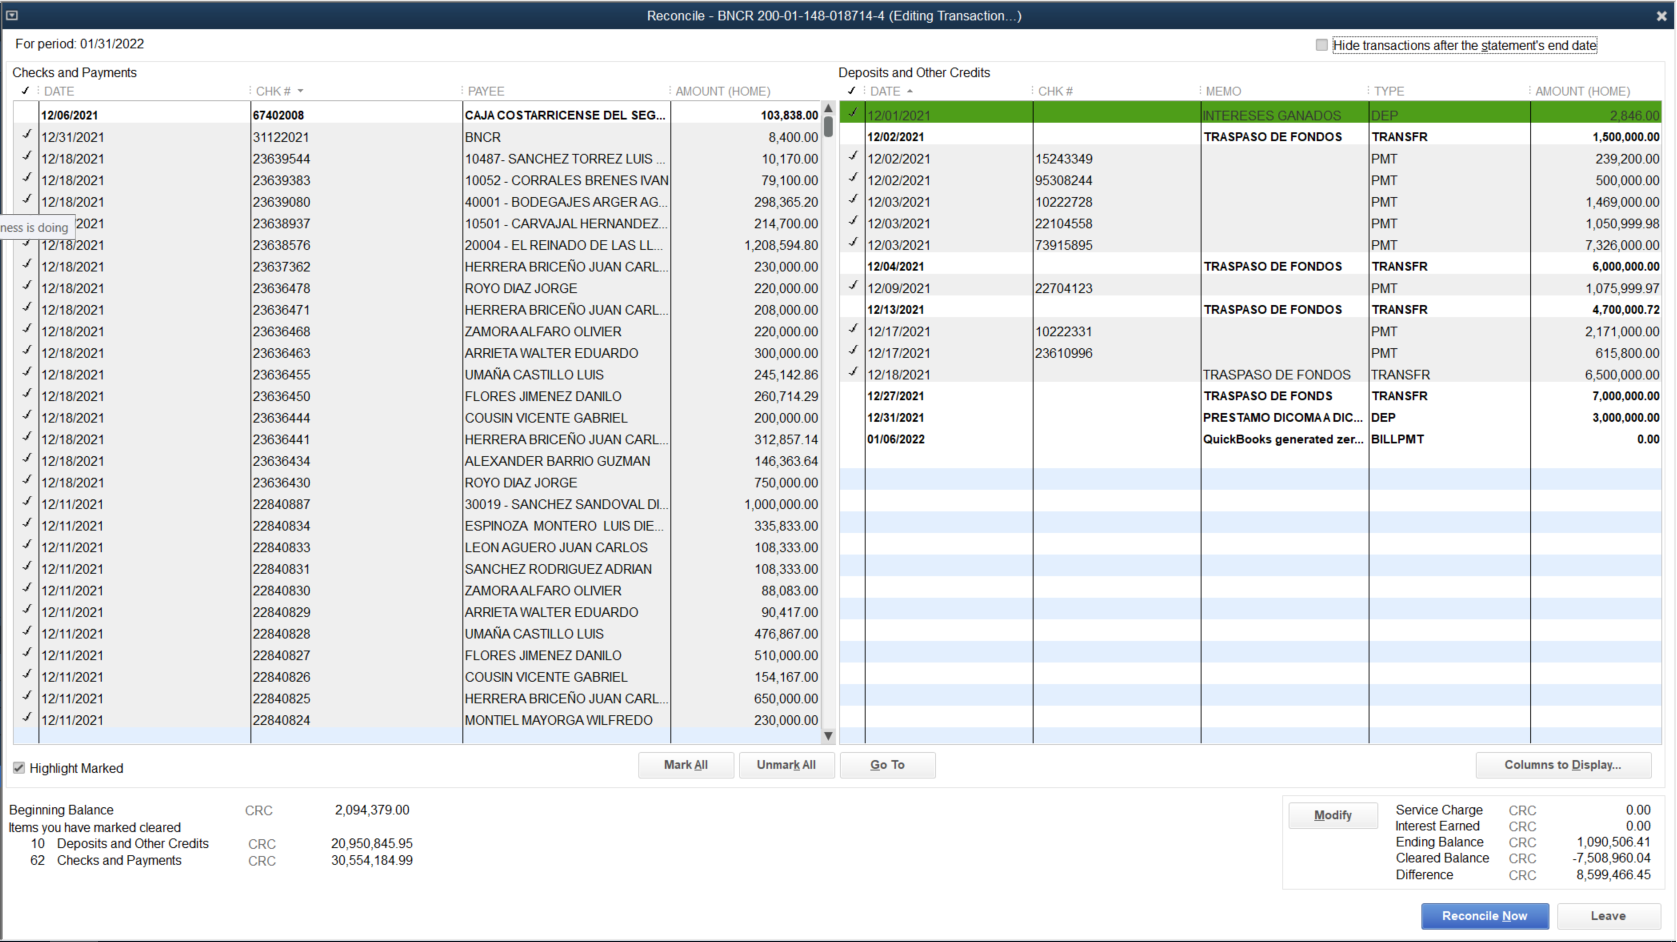 Reconcile - BNCR 200-01-148-018714-4 (Editing Transaction...)
For period: 01/31/2022
Hide transactions after the statement's end date
Checks and Payments
✓ DATE CHK # PAYEE AMOUNT (HOME)
12/06/2021 67402008 CAJA COSTARRICENSE DEL SEG... 103,838.00
✓ 12/31/2021 31122021 BNCR 8,400.00
✓ 12/18/2021 23639544 10487- SANCHEZ TORREZ LUIS ... 10,170.00
✓ 12/18/2021 23639383 10052 - CORRALES BRENES IVAN 79,100.00
✓ 12/18/2021 23639080 40001 - BODEGAJES ARGER AG... 298,365.20
ness is doing
2/18/2021 23638937 10501 - CARVAJAL HERNANDEZ... 214,700.00
✓ 12/18/2021 23638576 20004 - EL REINADO DE LAS LL... 1,208,594.80
✓ 12/18/2021 23637362 HERRERA BRICEÑO JUAN CARL... 230,000.00
✓ 12/18/2021 23636478 ROYO DIAZ JORGE 220,000.00
✓ 12/18/2021 23636471 HERRERA BRICEÑO JUAN CARL... 208,000.00
✓ 12/18/2021 23636468 ZAMORA ALFARO OLIVIER 220,000.00
✓ 12/18/2021 23636463 ARRIETA WALTER EDUARDO 300,000.00
✓ 12/18/2021 23636455 UMAÑA CASTILLO LUIS 245,142.86
✓ 12/18/2021 23636450 FLORES JIMENEZ DANILO 260,714.29
✓ 12/18/2021 23636444 COUSIN VICENTE GABRIEL 200,000.00
✓ 12/18/2021 23636441 HERRERA BRICEÑO JUAN CARL... 312,857.14
✓ 12/18/2021 23636434 ALEXANDER BARRIO GUZMAN 146,363.64
✓ 12/18/2021 23636430 ROYO DIAZ JORGE 750,000.00
✓ 12/11/2021 22840887 30019 - SANCHEZ SANDOVAL DI... 1,000,000.00
✓ 12/11/2021 22840834 ESPINOZA MONTERO LUIS DIE... 335,833.00
✓ 12/11/2021 22840833 LEON AGUERO JUAN CARLOS 108,333.00
✓ 12/11/2021 22840831 SANCHEZ RODRIGUEZ ADRIAN 108,333.00
✓ 12/11/2021 22840830 ZAMORA ALFARO OLIVIER 88,083.00
✓ 12/11/2021 22840829 ARRIETA WALTER EDUARDO 90,417.00
✓ 12/11/2021 22840828 UMAÑA CASTILLO LUIS 476,867.00
✓ 12/11/2021 22840827 FLORES JIMENEZ DANILO 510,000.00
✓ 12/11/2021 22840826 COUSIN VICENTE GABRIEL 154,167.00
✓ 12/11/2021 22840825 HERRERA BRICEÑO JUAN CARL... 650,000.00
✓ 12/11/2021 22840824 MONTIEL MAYORGA WILFREDO 230,000.00
Deposits and Other Credits
✓ DATE CHK # MEMO TYPE AMOUNT (HOME)
✓ 12/01/2021 INTERESES GANADOS DEP 2,846.00
12/02/2021 TRASPASO DE FONDOS TRANSFR 1,500,000.00
✓ 12/02/2021 15243349 PMT 239,200.00
✓ 12/02/2021 95308244 PMT 500,000.00
✓ 12/03/2021 10222728 PMT 1,469,000.00
✓ 12/03/2021 22104558 PMT 1,050,999.98
✓ 12/03/2021 73915895 PMT 7,326,000.00
12/04/2021 TRASPASO DE FONDOS TRANSFR 6,000,000.00
✓ 12/09/2021 22704123 PMT 1,075,999.97
12/13/2021 TRASPASO DE FONDOS TRANSFR 4,700,000.72
✓ 12/17/2021 10222331 PMT 2,171,000.00
✓ 12/17/2021 23610996 PMT 615,800.00
✓ 12/18/2021 TRASPASO DE FONDOS TRANSFR 6,500,000.00
12/27/2021 TRASPASO DE FONDS TRANSFR 7,000,000.00
12/31/2021 PRESTAMO DICOMA A DIC... DEP 3,000,000.00
01/06/2022 QuickBooks generated zer... BILLPMT 0.00
Highlight Marked
Mark All
Unmark All
Go To
Columns to Display...
Beginning Balance CRC 2,094,379.00
Items you have marked cleared
10 Deposits and Other Credits CRC 20,950,845.95
62 Checks and Payments CRC 30,554,184.99
Modify
Service Charge CRC 0.00
Interest Earned CRC 0.00
Ending Balance CRC 1,090,506.41
Cleared Balance CRC -7,508,960.04
Difference CRC 8,599,466.45
Reconcile Now
Leave